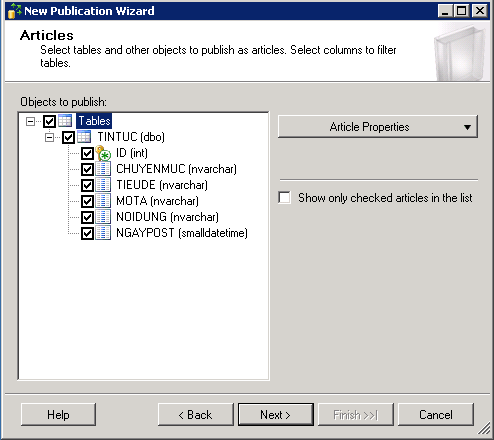 New Publication Wizard
Articles
Select tables and other objects to publish as articles. Select columns to filter
tables.
Objects to publish:
Tables
TINTUC (dbo)
ID (int)
CHUYENMUC (nvarchar)
TIEUDE (nvarchar)
MOTA (nvarchar)
NOIDUNG (nvarchar)
NGAYPOST (smalldatetime)
Article Properties
Show only checked articles in the list
Help
< Back
Next >
Finish >>|
Cancel